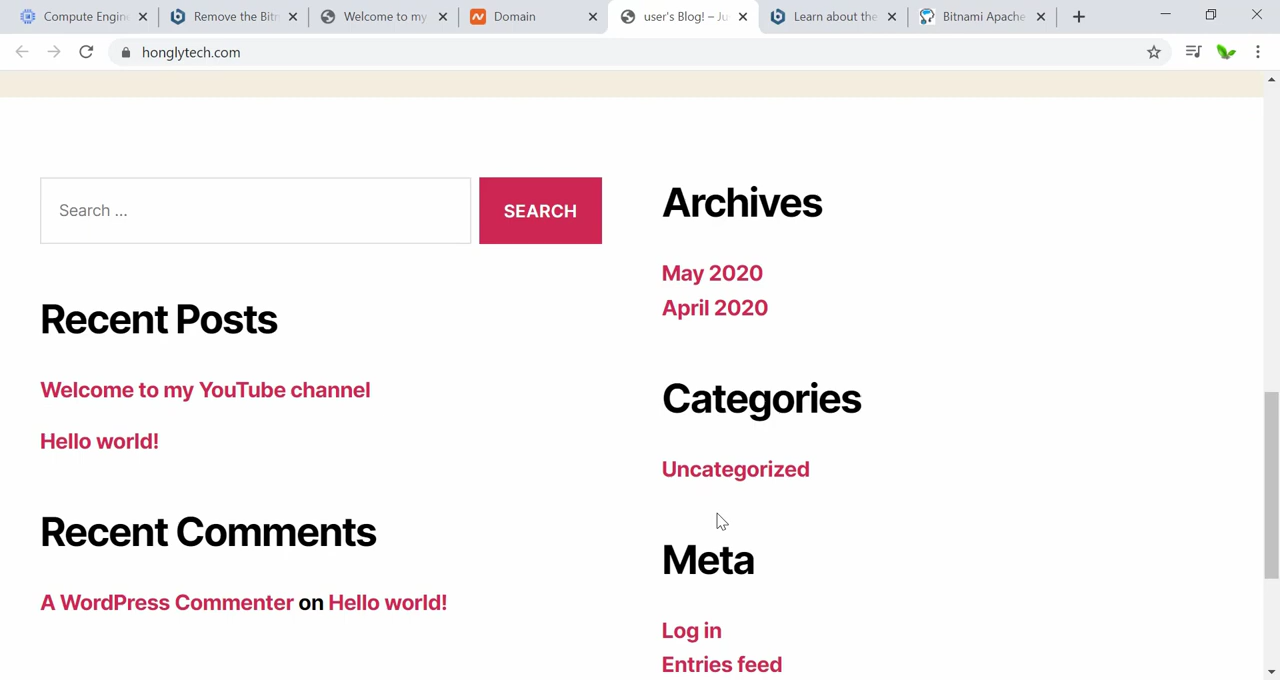 Compute Engin
Remove the Bitn
Welcome to my
Domain
user's Blog! – Ju
Learn about the
Bitnami Apache
honglytech.com
Search …
SEARCH
Recent Posts
Welcome to my YouTube channel
Hello world!
Recent Comments
A WordPress Commenter on Hello world!
Archives
May 2020
April 2020
Categories
Uncategorized
Meta
Log in
Entries feed